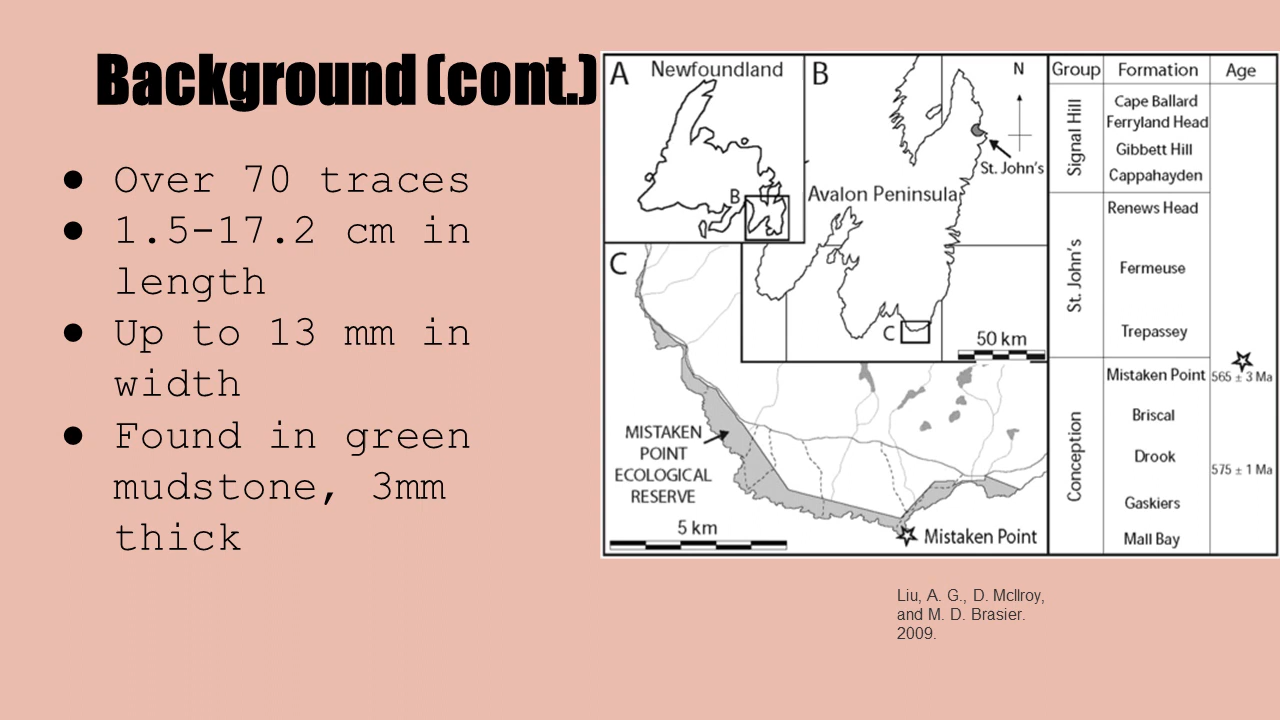 Background (cont.)
● Over 70 traces
● 1.5-17.2 cm in
length
● Up to 13 mm in
width
● Found in green
mudstone, 3mm
thick
A
Newfoundland
B
B
N
St. John's
Avalon Peninsula
C
50 km
C
MISTAKEN
POINT
ECOLOGICAL
RESERVE
5 km
Mistaken Point
Group Formation Age
Signal Hill
Cape Ballard
Ferryland Head
Gibbett Hill
Cappahayden
St. John's
Renews Head
Fermeuse
Trepassey
Conception
Mistaken Point 565 ± 3 Ma
Briscal
Drook
575 ± 1 Ma
Gaskiers
Mall Bay
Liu, A. G., D. McIlroy,
and M. D. Brasier.
2009.